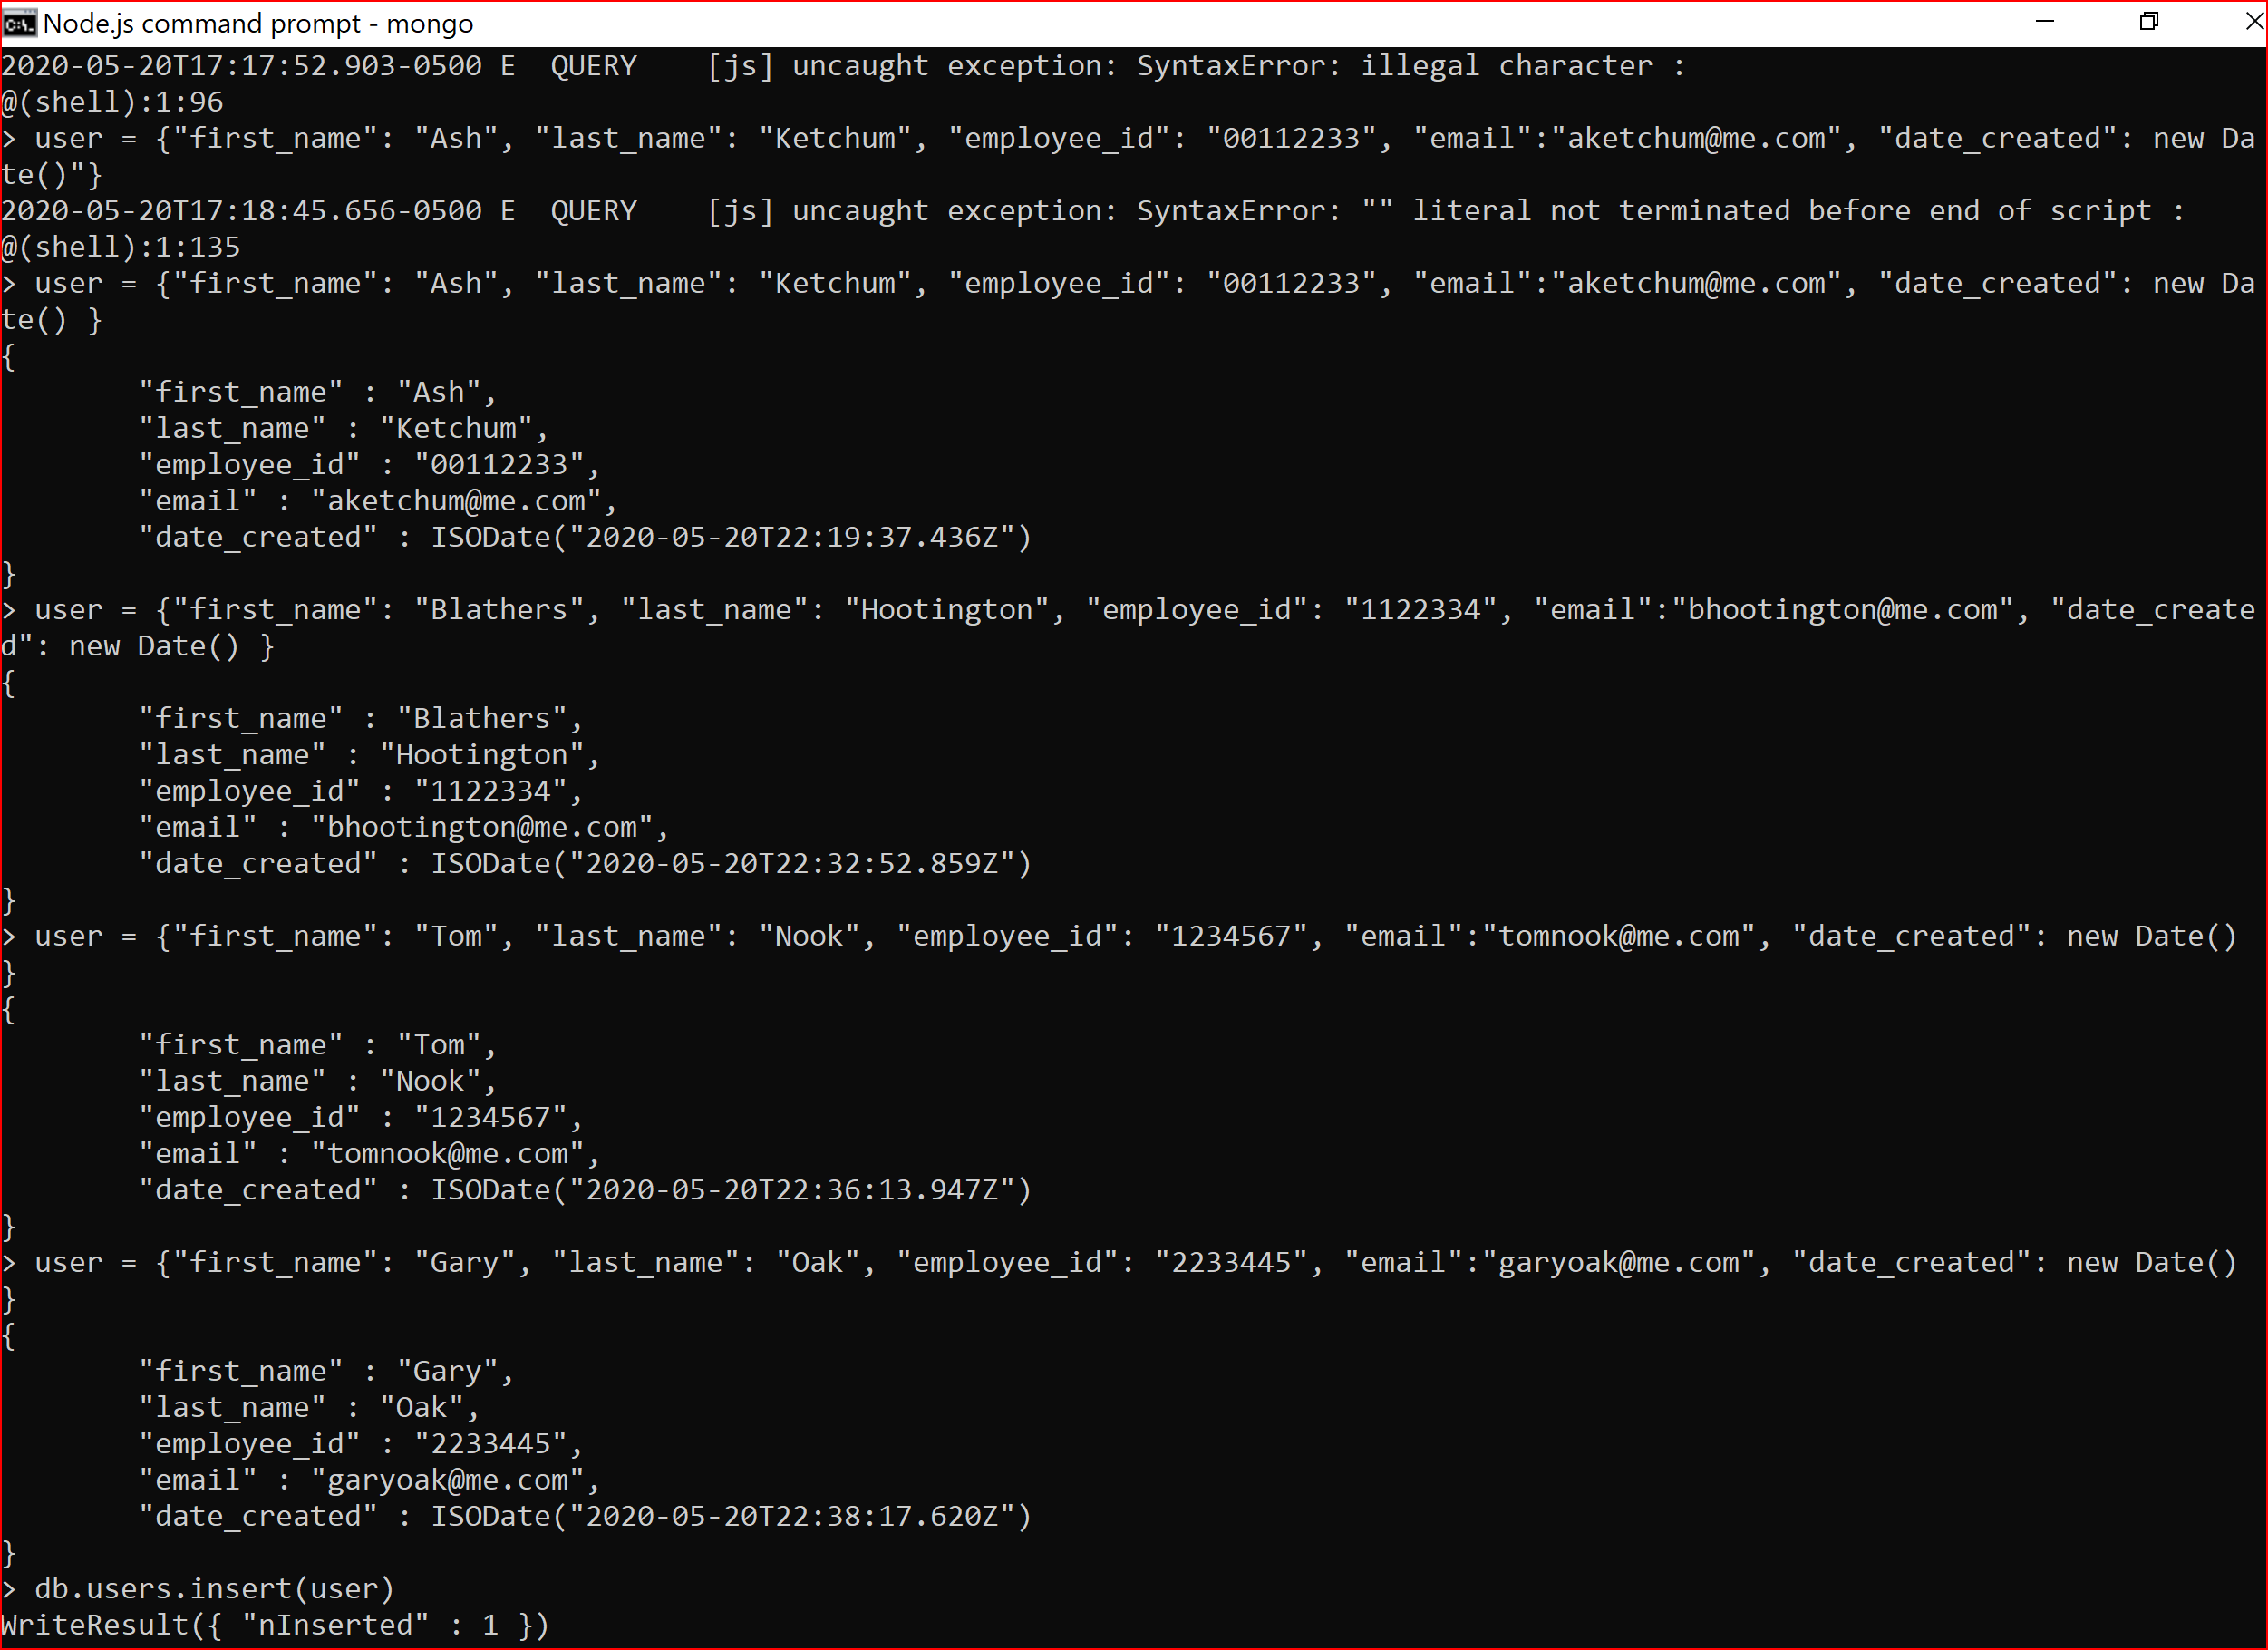 Node.js command prompt - mongo
2020-05-20T17:17:52.903-0500 E  QUERY    [js] uncaught exception: SyntaxError: illegal character :
@(shell):1:96
> user = {"first_name": "Ash", "last_name": "Ketchum", "employee_id": "00112233", "email":"aketchum@me.com", "date_created": new Da
te()"}
2020-05-20T17:18:45.656-0500 E  QUERY    [js] uncaught exception: SyntaxError: "" literal not terminated before end of script :
@(shell):1:135
> user = {"first_name": "Ash", "last_name": "Ketchum", "employee_id": "00112233", "email":"aketchum@me.com", "date_created": new Da
te() }
{
        "first_name" : "Ash",
        "last_name" : "Ketchum",
        "employee_id" : "00112233",
        "email" : "aketchum@me.com",
        "date_created" : ISODate("2020-05-20T22:19:37.436Z")
}
> user = {"first_name": "Blathers", "last_name": "Hootington", "employee_id": "1122334", "email":"bhootington@me.com", "date_create
d": new Date() }
{
        "first_name" : "Blathers",
        "last_name" : "Hootington",
        "employee_id" : "1122334",
        "email" : "bhootington@me.com",
        "date_created" : ISODate("2020-05-20T22:32:52.859Z")
}
> user = {"first_name": "Tom", "last_name": "Nook", "employee_id": "1234567", "email":"tomnook@me.com", "date_created": new Date()
}
{
        "first_name" : "Tom",
        "last_name" : "Nook",
        "employee_id" : "1234567",
        "email" : "tomnook@me.com",
        "date_created" : ISODate("2020-05-20T22:36:13.947Z")
}
> user = {"first_name": "Gary", "last_name": "Oak", "employee_id": "2233445", "email":"garyoak@me.com", "date_created": new Date()
}
{
        "first_name" : "Gary",
        "last_name" : "Oak",
        "employee_id" : "2233445",
        "email" : "garyoak@me.com",
        "date_created" : ISODate("2020-05-20T22:38:17.620Z")
}
> db.users.insert(user)
WriteResult({ "nInserted" : 1 })